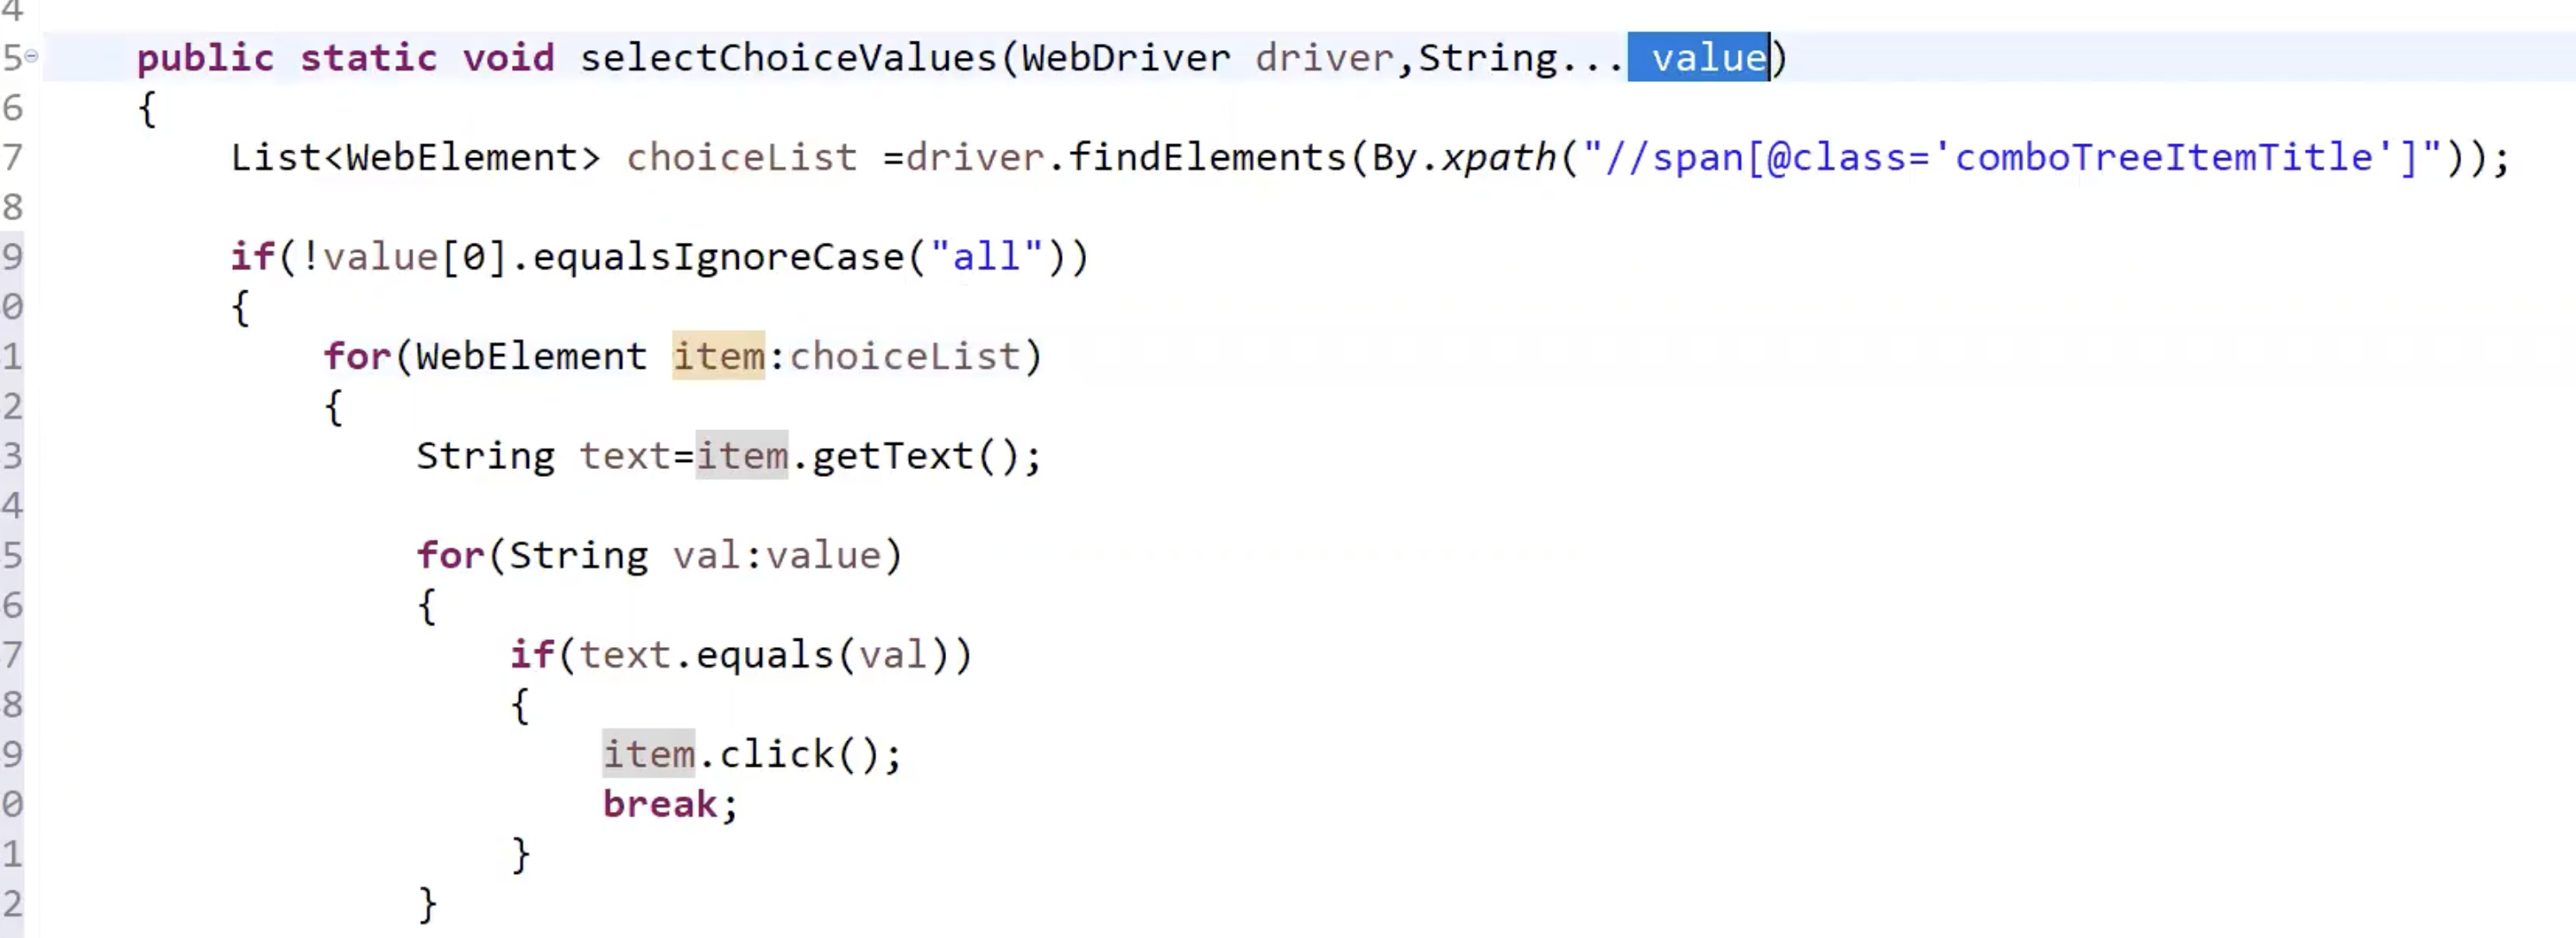 4
5 public static void selectChoiceValues(WebDriver driver,String... value)
6 {
7 List<WebElement> choiceList =driver.findElements(By.xpath("//span[@class='comboTreeItemTitle']"));
8
9 if(!value[0].equalsIgnoreCase("all"))
0 {
1 for(WebElement item:choiceList)
2 {
3 String text=item.getText();
4
5 for(String val:value)
6 {
7 if(text.equals(val))
8 {
9 item.click();
0 break;
1 }
2 }